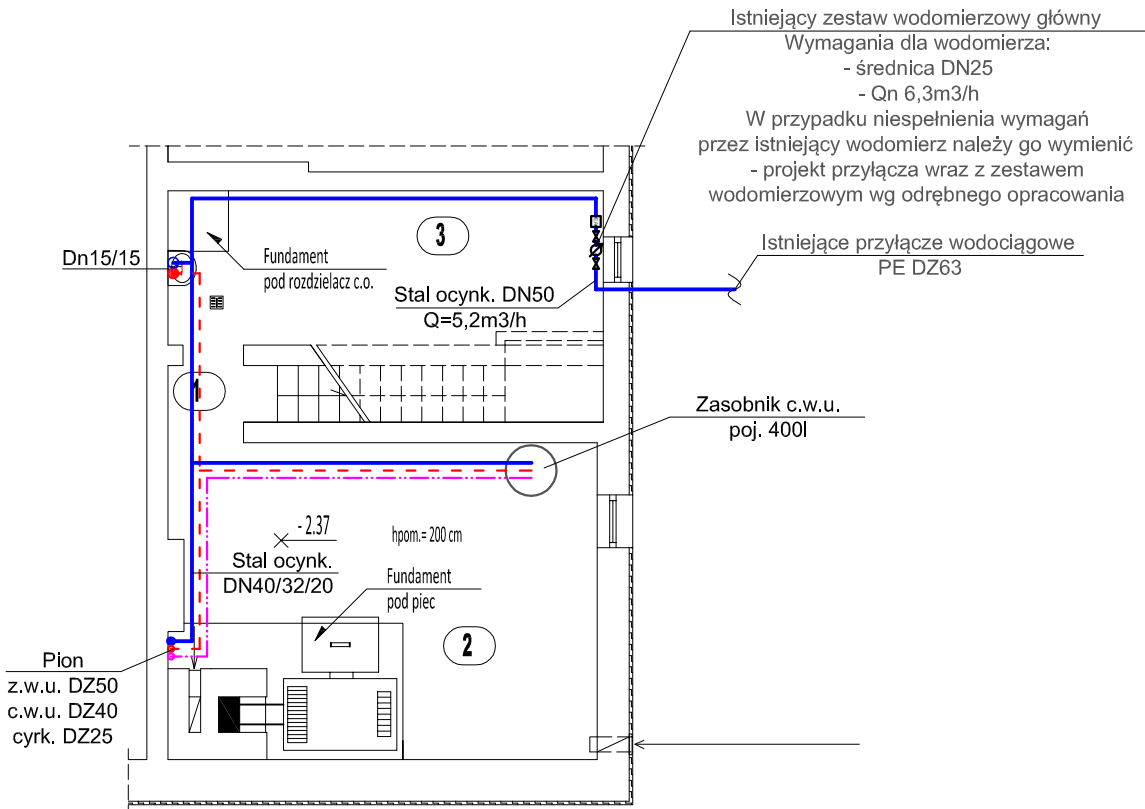 Istniejący zestaw wodomierzowy główny
Wymagania dla wodomierza:
- średnica DN25
- Qn 6,3m3/h
W przypadku niespełnienia wymagań
przez istniejący wodomierz należy go wymienić
- projekt przyłącza wraz z zestawem
wodomierzowym wg odrębnego opracowania
Istniejące przyłącze wodociągowe
PE DZ63
3
Dn15/15
Fundament
pod rozdzielacz c.o.
Stal ocynk. DN50
Q=5,2m3/h
1
Zasobnik c.w.u.
poj. 400l
- 2.37
hpom.= 200 cm
Stal ocynk.
DN40/32/20
Fundament
pod piec
2
Pion
z.w.u. DZ50
c.w.u. DZ40
cyrk. DZ25